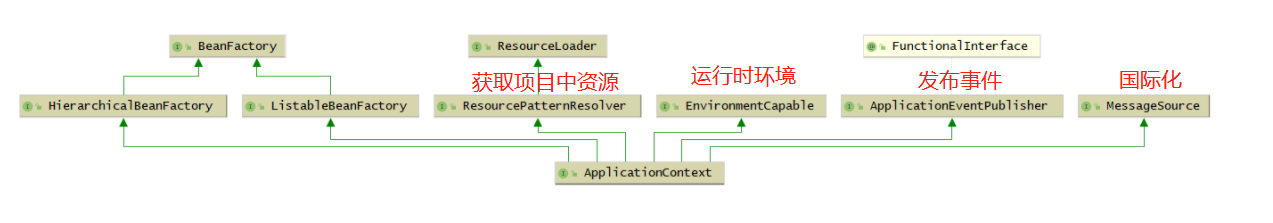 BeanFactory
ResourceLoader
FunctionalInterface
获取项目中资源
运行时环境
发布事件
国际化
HierarchicalBeanFactory
ListableBeanFactory
ResourcePatternResolver
EnvironmentCapable
ApplicationEventPublisher
MessageSource
ApplicationContext